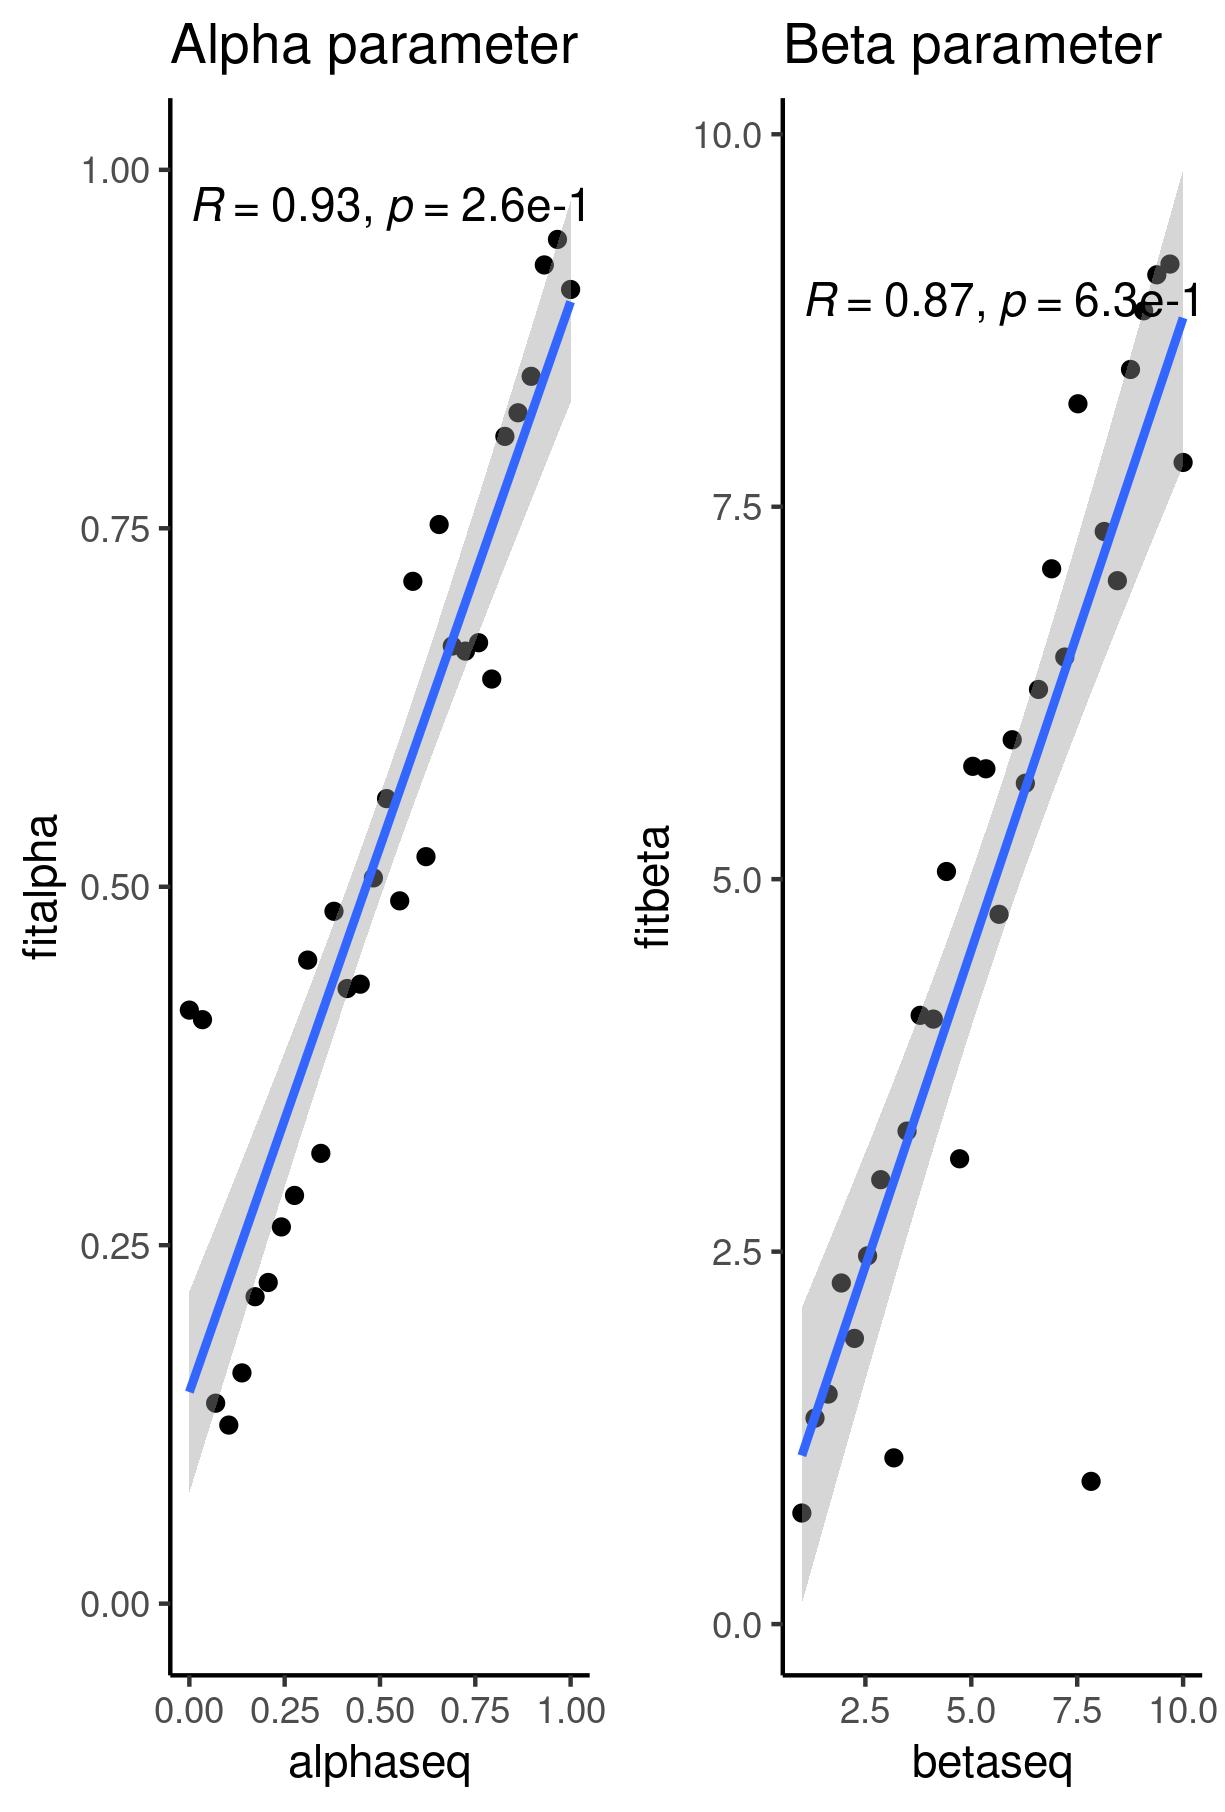 Alpha parameter
1.00
R = 0.93, p = 2.6e-1
0.75
0.50
0.25
0.00
fitalpha
0.00 0.25 0.50 0.75 1.00
alphaseq
Beta parameter
10.0
R = 0.87, p = 6.3e-1
7.5
5.0
2.5
0.0
fitbeta
2.5 5.0 7.5 10.0
betaseq